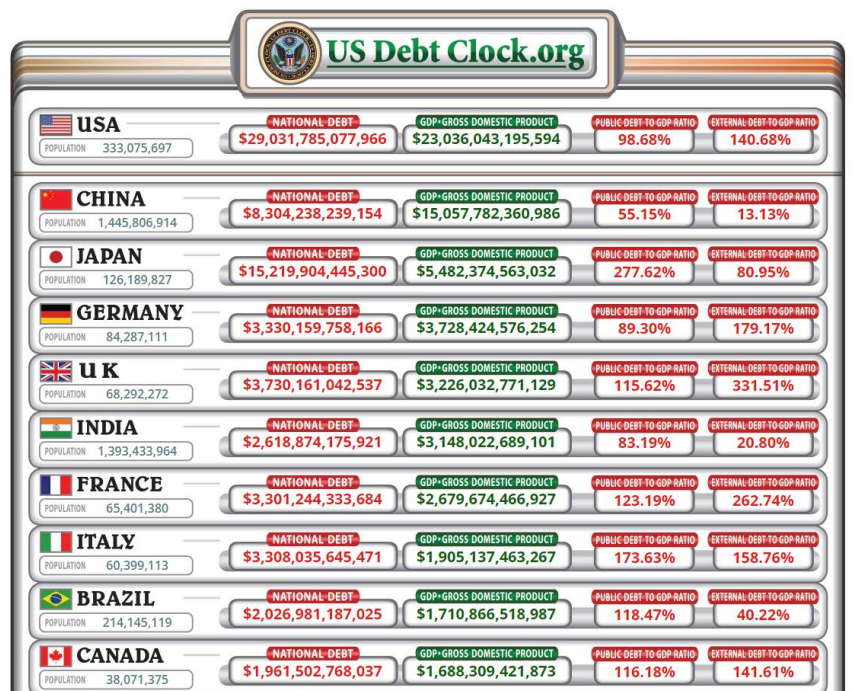 US Debt Clock.org
USA
NATIONAL DEBT GDP•GROSS DOMESTIC PRODUCT PUBLIC DEBT TO GDP RATIO EXTERNAL DEBT TO GDP RATIO
POPULATION 333,075,697 $29,031,785,077,966 $23,036,043,195,594 98.68% 140.68%
CHINA
NATIONAL DEBT GDP•GROSS DOMESTIC PRODUCT PUBLIC DEBT TO GDP RATIO EXTERNAL DEBT TO GDP RATIO
POPULATION 1,445,806,914 $8,304,238,239,154 $15,057,782,360,986 55.15% 13.13%
JAPAN
NATIONAL DEBT GDP•GROSS DOMESTIC PRODUCT PUBLIC DEBT TO GDP RATIO EXTERNAL DEBT TO GDP RATIO
POPULATION 126,189,827 $15,219,904,445,300 $5,482,374,563,032 277.62% 80.95%
GERMANY
NATIONAL DEBT GDP•GROSS DOMESTIC PRODUCT PUBLIC DEBT TO GDP RATIO EXTERNAL DEBT TO GDP RATIO
POPULATION 84,287,111 $3,330,159,758,166 $3,728,424,576,254 89.30% 179.17%
U K
NATIONAL DEBT GDP•GROSS DOMESTIC PRODUCT PUBLIC DEBT TO GDP RATIO EXTERNAL DEBT TO GDP RATIO
POPULATION 68,292,272 $3,730,161,042,537 $3,226,032,771,129 115.62% 331.51%
INDIA
NATIONAL DEBT GDP•GROSS DOMESTIC PRODUCT PUBLIC DEBT TO GDP RATIO EXTERNAL DEBT TO GDP RATIO
POPULATION 1,393,433,964 $2,618,874,175,921 $3,148,022,689,101 83.19% 20.80%
FRANCE
NATIONAL DEBT GDP•GROSS DOMESTIC PRODUCT PUBLIC DEBT TO GDP RATIO EXTERNAL DEBT TO GDP RATIO
POPULATION 65,401,380 $3,301,244,333,684 $2,679,674,466,927 123.19% 262.74%
ITALY
NATIONAL DEBT GDP•GROSS DOMESTIC PRODUCT PUBLIC DEBT TO GDP RATIO EXTERNAL DEBT TO GDP RATIO
POPULATION 60,399,113 $3,308,035,645,471 $1,905,137,463,267 173.63% 158.76%
BRAZIL
NATIONAL DEBT GDP•GROSS DOMESTIC PRODUCT PUBLIC DEBT TO GDP RATIO EXTERNAL DEBT TO GDP RATIO
POPULATION 214,145,119 $2,026,981,187,025 $1,710,866,518,987 118.47% 40.22%
CANADA
NATIONAL DEBT GDP•GROSS DOMESTIC PRODUCT PUBLIC DEBT TO GDP RATIO EXTERNAL DEBT TO GDP RATIO
POPULATION 38,071,375 $1,961,502,768,037 $1,688,309,421,873 116.18% 141.61%